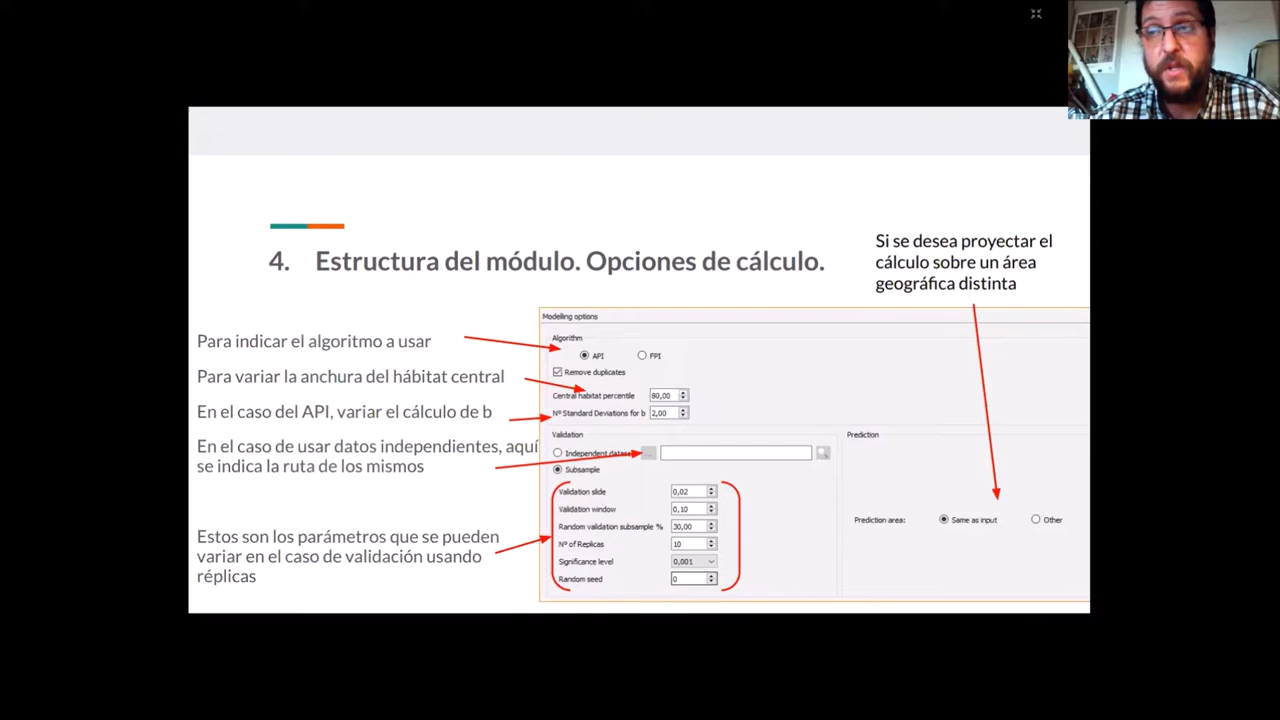 4. Estructura del módulo. Opciones de cálculo.
Si se desea proyectar el
cálculo sobre un área
geográfica distinta
Para indicar el algoritmo a usar
Para variar la anchura del hábitat central
En el caso del API, variar el cálculo de b
En el caso de usar datos independientes, aquí
se indica la ruta de los mismos
Estos son los parámetros que se pueden
variar en el caso de validación usando
réplicas
Modelling options
Algorithm
API
FPI
Remove duplicates
Central habitat percentile 80,00
Nº Standard Deviations for b 2,00
Validation
Independent
...
Subsample
Validation slide 0,02
Validation window 0,10
Random validation subsample % 30,00
Nº of Replicas 10
Significance level 0,001
Random seed 0
Prediction
Prediction area: Same as input Other